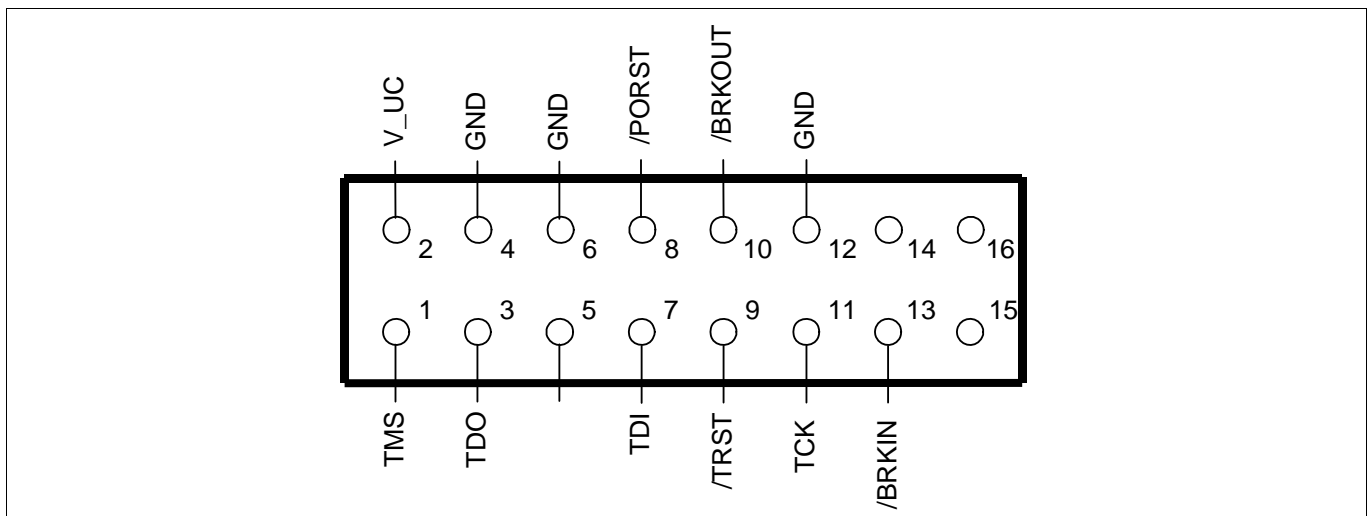 V_UC
GND
GND
/PORST
/BRKOUT
GND
2 4 6 8 10 12 14 16
1 3 5 7 9 11 13 15
TMS
TDO
TDI
/TRST
TCK
/BRKIN